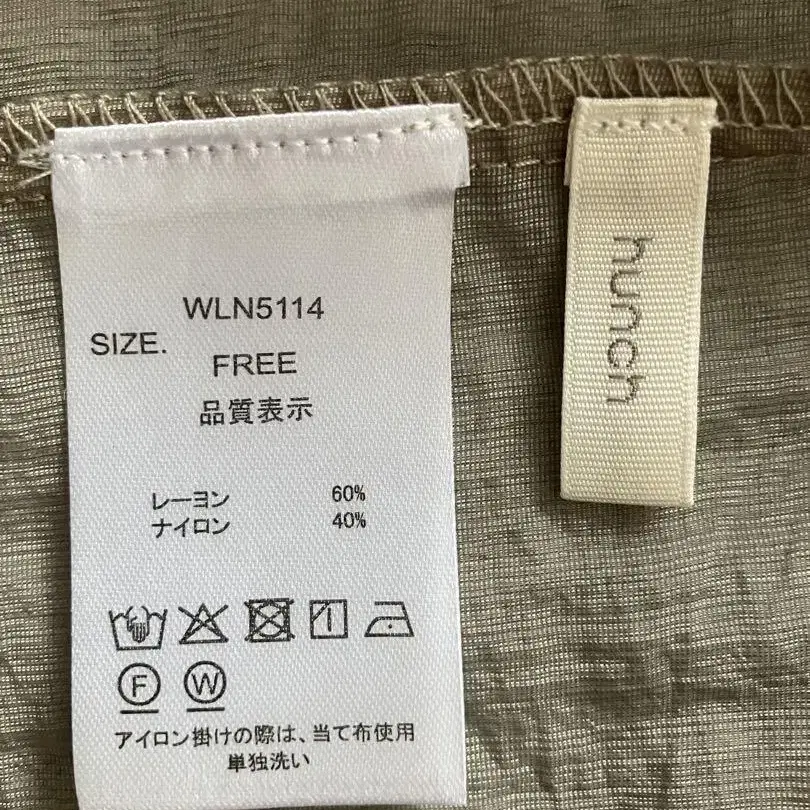 WLN5114
SIZE.
FREE
品質表示
レーヨン 60%
ナイロン 40%
F W
アイロン掛けの際は、当て布使用
単独洗い
hunch